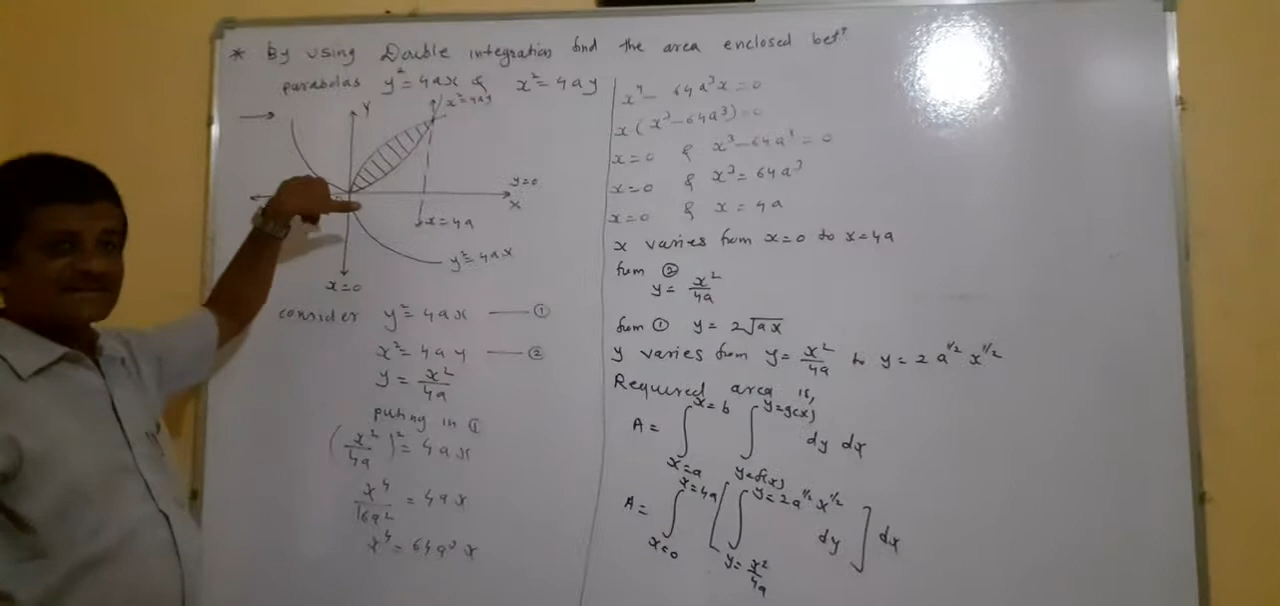 * By using Double integration find the area enclosed betⁿ
parabolas y² = 4ax & x² = 4ay
x² = 4ay
Y
y=0
X
x=4a
y² = 4ax
x=0
consider y² = 4ax —— ①
x² = 4ay —— ②
y = x²/4a
puting in ①
(x²/4a)² = 4ax
x⁴/16a² = 4ax
x⁴ = 64a³x
x⁴ - 64a³x = 0
x(x³ - 64a³) = 0
x=0 & x³ - 64a³ = 0
x=0 & x³ = 64a³
x=0 & x = 4a
x varies from x=0 to x=4a
from ②
y = x²/4a
from ① y = 2√ax
y varies from y = x²/4a to y = 2 a^1/2 x^1/2
Required area is,
A = ∫_{x=a}^{x=b} ∫_{y=f(x)}^{y=g(x)} dy dx
A = ∫_{x=0}^{x=4a} [ ∫_{y=x²/4a}^{y=2a^1/2 x^1/2} dy ] dx